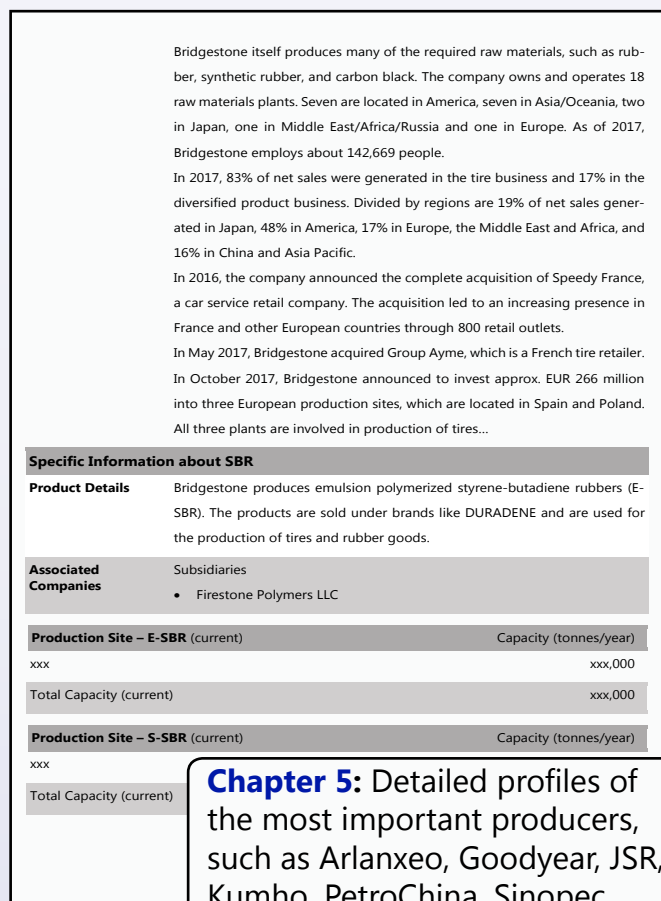 Bridgestone itself produces many of the required raw materials, such as rub-
ber, synthetic rubber, and carbon black. The company owns and operates 18
raw materials plants. Seven are located in America, seven in Asia/Oceania, two
in Japan, one in Middle East/Africa/Russia and one in Europe. As of 2017,
Bridgestone employs about 142,669 people.
In 2017, 83% of net sales were generated in the tire business and 17% in the
diversified product business. Divided by regions are 19% of net sales gener-
ated in Japan, 48% in America, 17% in Europe, the Middle East and Africa, and
16% in China and Asia Pacific.
In 2016, the company announced the complete acquisition of Speedy France,
a car service retail company. The acquisition led to an increasing presence in
France and other European countries through 800 retail outlets.
In May 2017, Bridgestone acquired Group Ayme, which is a French tire retailer.
In October 2017, Bridgestone announced to invest approx. EUR 266 million
into three European production sites, which are located in Spain and Poland.
All three plants are involved in production of tires...
Specific Information about SBR
Product Details Bridgestone produces emulsion polymerized styrene-butadiene rubbers (E-
SBR). The products are sold under brands like DURADENE and are used for
the production of tires and rubber goods.
Associated Companies Subsidiaries
• Firestone Polymers LLC
Production Site – E-SBR (current) Capacity (tonnes/year)
xxx xxx,000
Total Capacity (current) xxx,000
Production Site – S-SBR (current) Capacity (tonnes/year)
xxx
Total Capacity (current)
Chapter 5: Detailed profiles of
the most important producers,
such as Arlanxeo, Goodyear, JSR,
Kumho, PetroChina, Sinopec